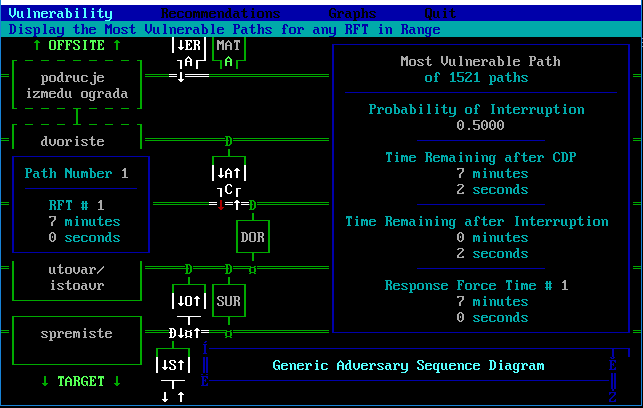 Vulnerability Recommendations Graphs Quit
Display the Most Vulnerable Paths for any RFT in Range
↑ OFFSITE ↑
↓ER MAT
A A
↓
podrucje
izmedu ograda
dvoriste
D
Path Number 1
RFT # 1
7 minutes
0 seconds
↓A↑
C
↓ ↑ D
DOR
utovar/
istoavr
D D ¤
↓O↑ SUR
spremiste
D↓¤↑ ¤
↓S↑
↓ TARGET ↓
↓ ↑
Most Vulnerable Path
of 1521 paths
Probability of Interruption
0.5000
Time Remaining after CDP
7 minutes
2 seconds
Time Remaining after Interruption
0 minutes
2 seconds
Response Force Time # 1
7 minutes
0 seconds
Generic Adversary Sequence Diagram